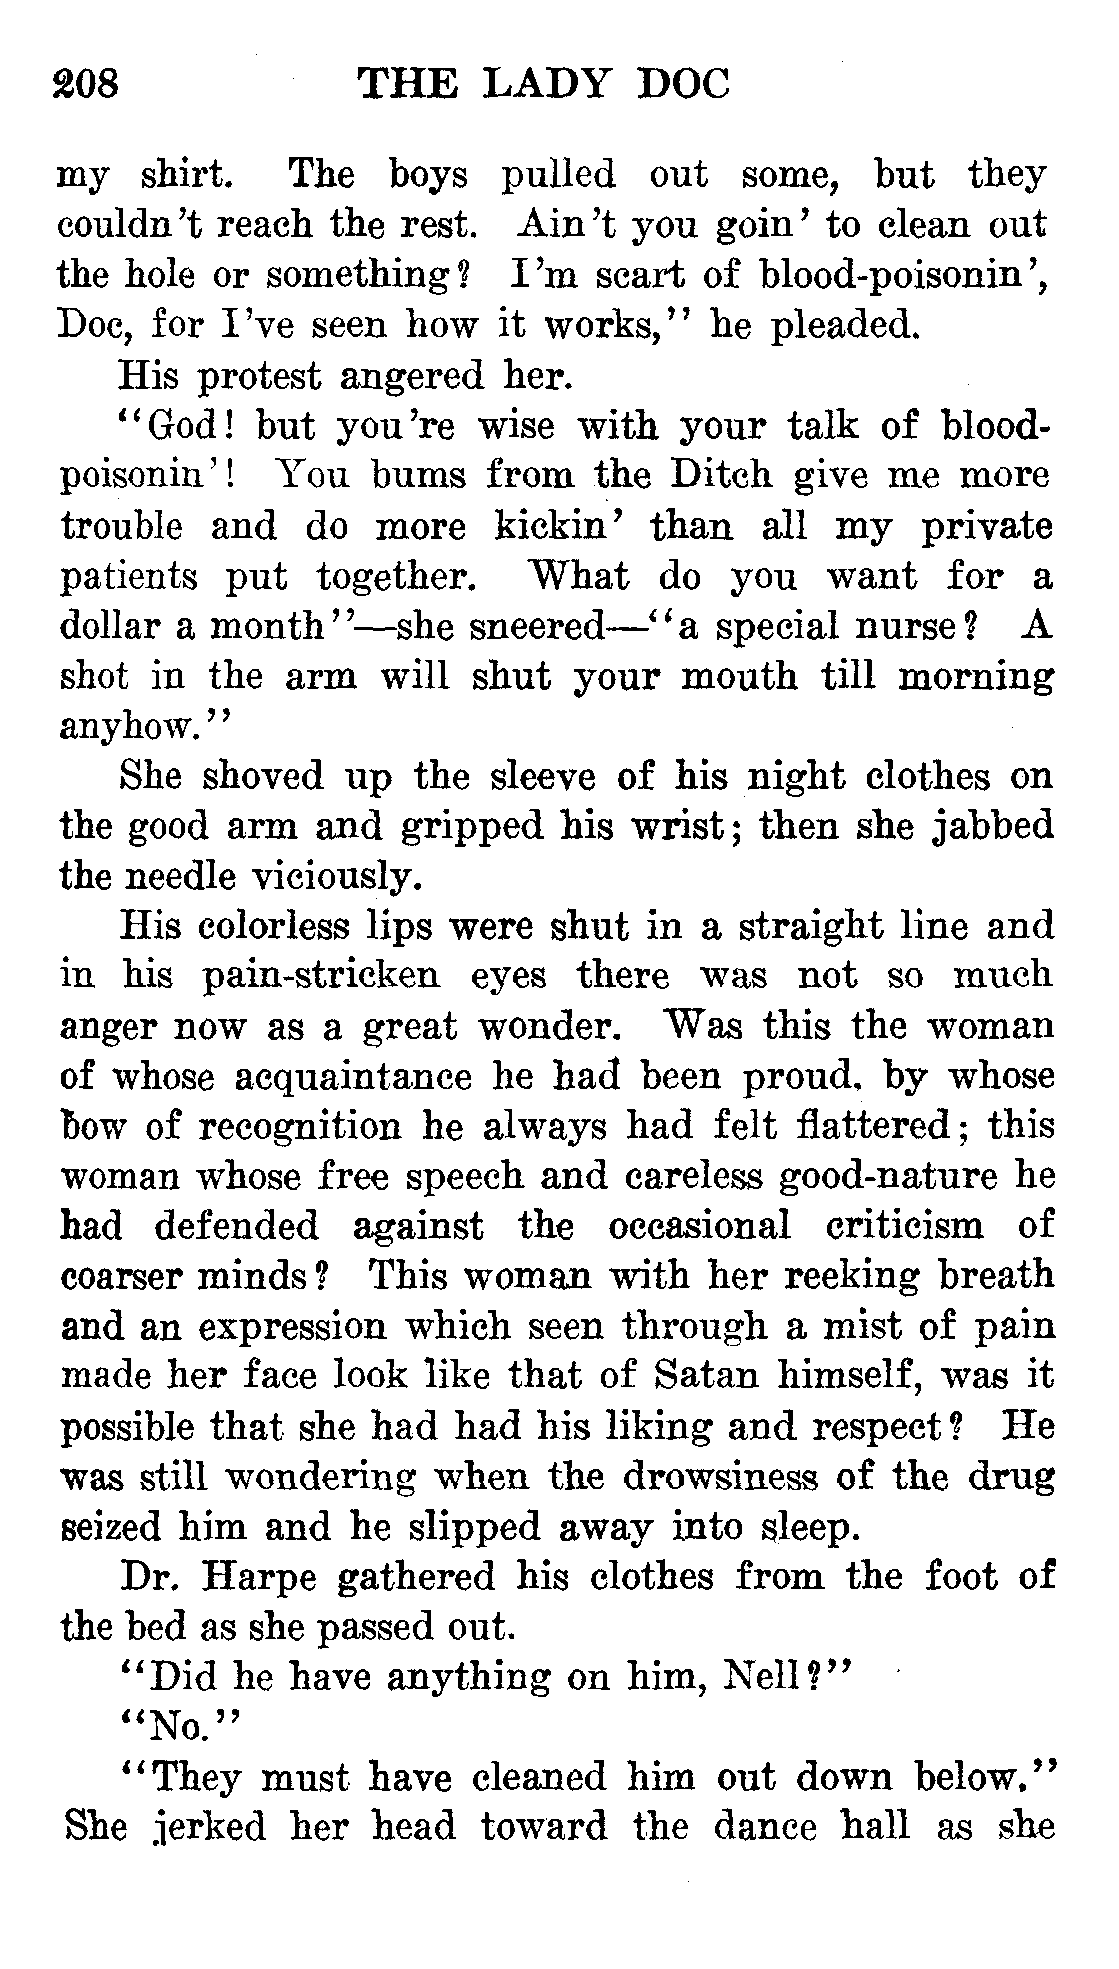 208 THE LADY DOC
my shirt. The boys pulled out some, but they
couldn't reach the rest. Ain't you goin' to clean out
the hole or something? I'm scart of blood-poisonin',
Doc, for I've seen how it works,'' he pleaded.
His protest angered her.
"God! but you're wise with your talk of blood-
poisonin'! You bums from the Ditch give me more
trouble and do more kickin' than all my private
patients put together. What do you want for a
dollar a month"—she sneered—"a special nurse? A
shot in the arm will shut your mouth till morning
anyhow."
She shoved up the sleeve of his night clothes on
the good arm and gripped his wrist; then she jabbed
the needle viciously.
His colorless lips were shut in a straight line and
in his pain-stricken eyes there was not so much
anger now as a great wonder. Was this the woman
of whose acquaintance he had been proud, by whose
bow of recognition he always had felt flattered; this
woman whose free speech and careless good-nature he
had defended against the occasional criticism of
coarser minds? This woman with her reeking breath
and an expression which seen through a mist of pain
made her face look like that of Satan himself, was it
possible that she had had his liking and respect? He
was still wondering when the drowsiness of the drug
seized him and he slipped away into sleep.
Dr. Harpe gathered his clothes from the foot of
the bed as she passed out.
"Did he have anything on him, Nell?"
"No."
"They must have cleaned him out down below."
She jerked her head toward the dance hall as she